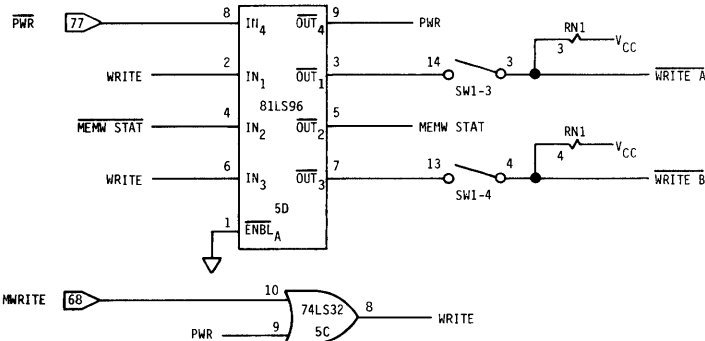 PWR 77 8 IN4 OUT4 9 PWR
RN1
3 VCC
WRITE 2 IN1 OUT1 3 14 3 WRITE A
SW1-3
81LS96
MEMW STAT 4 IN2 OUT2 5 MEMW STAT
RN1
4 VCC
WRITE 6 IN3 OUT3 7 13 4 WRITE B
SW1-4
5D
1 ENBLA
MWRITE 68 10
74LS32 8 WRITE
PWR 9 5C